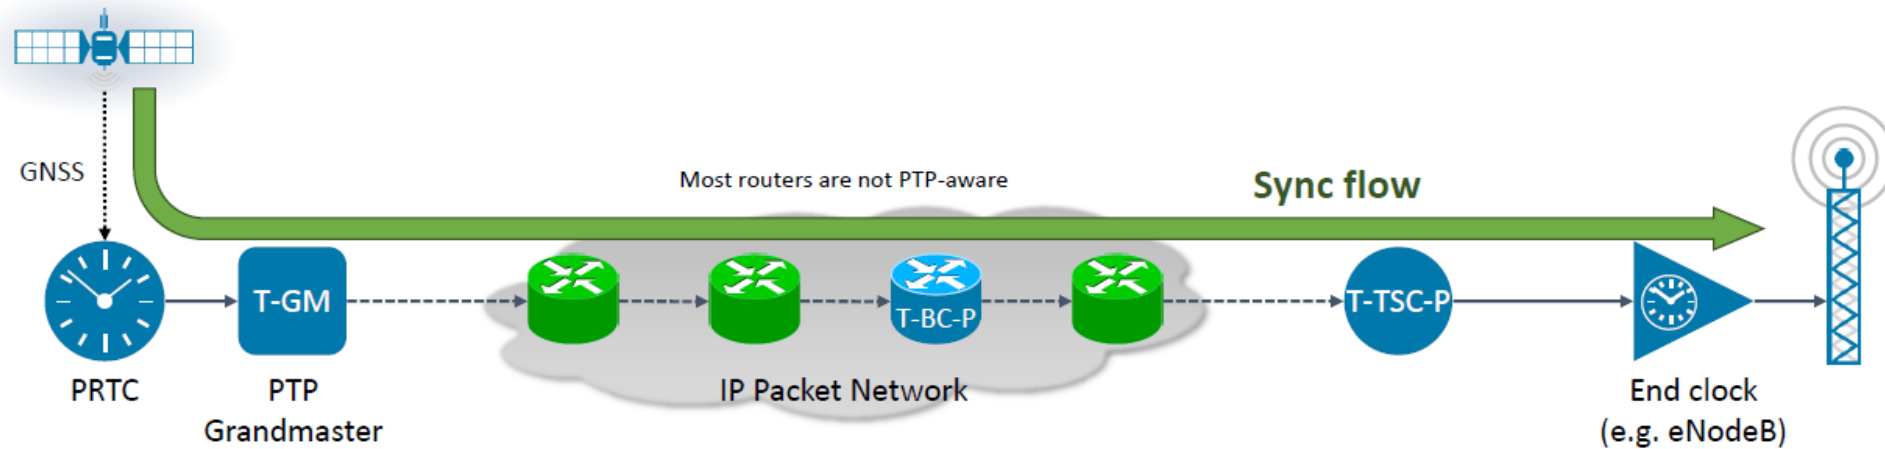 GNSS
Most routers are not PTP-aware
Sync flow
T-GM
T-BC-P
T-TSC-P
PRTC
PTP
Grandmaster
IP Packet Network
End clock
(e.g. eNodeB)